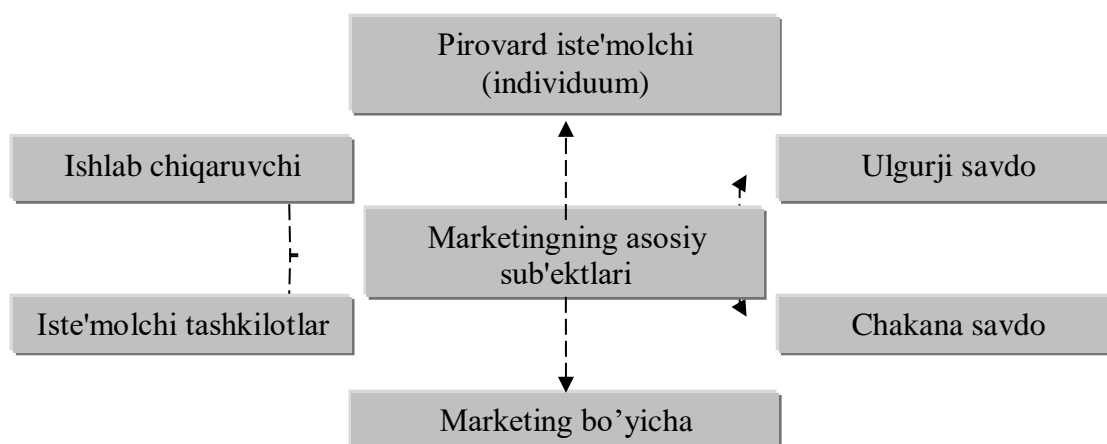 Pirovard iste'molchi
(individuum)
Ishlab chiqaruvchi
Ulgurji savdo
Marketingning asosiy
sub'ektlari
Iste'molchi tashkilotlar
Chakana savdo
Marketing bo’yicha